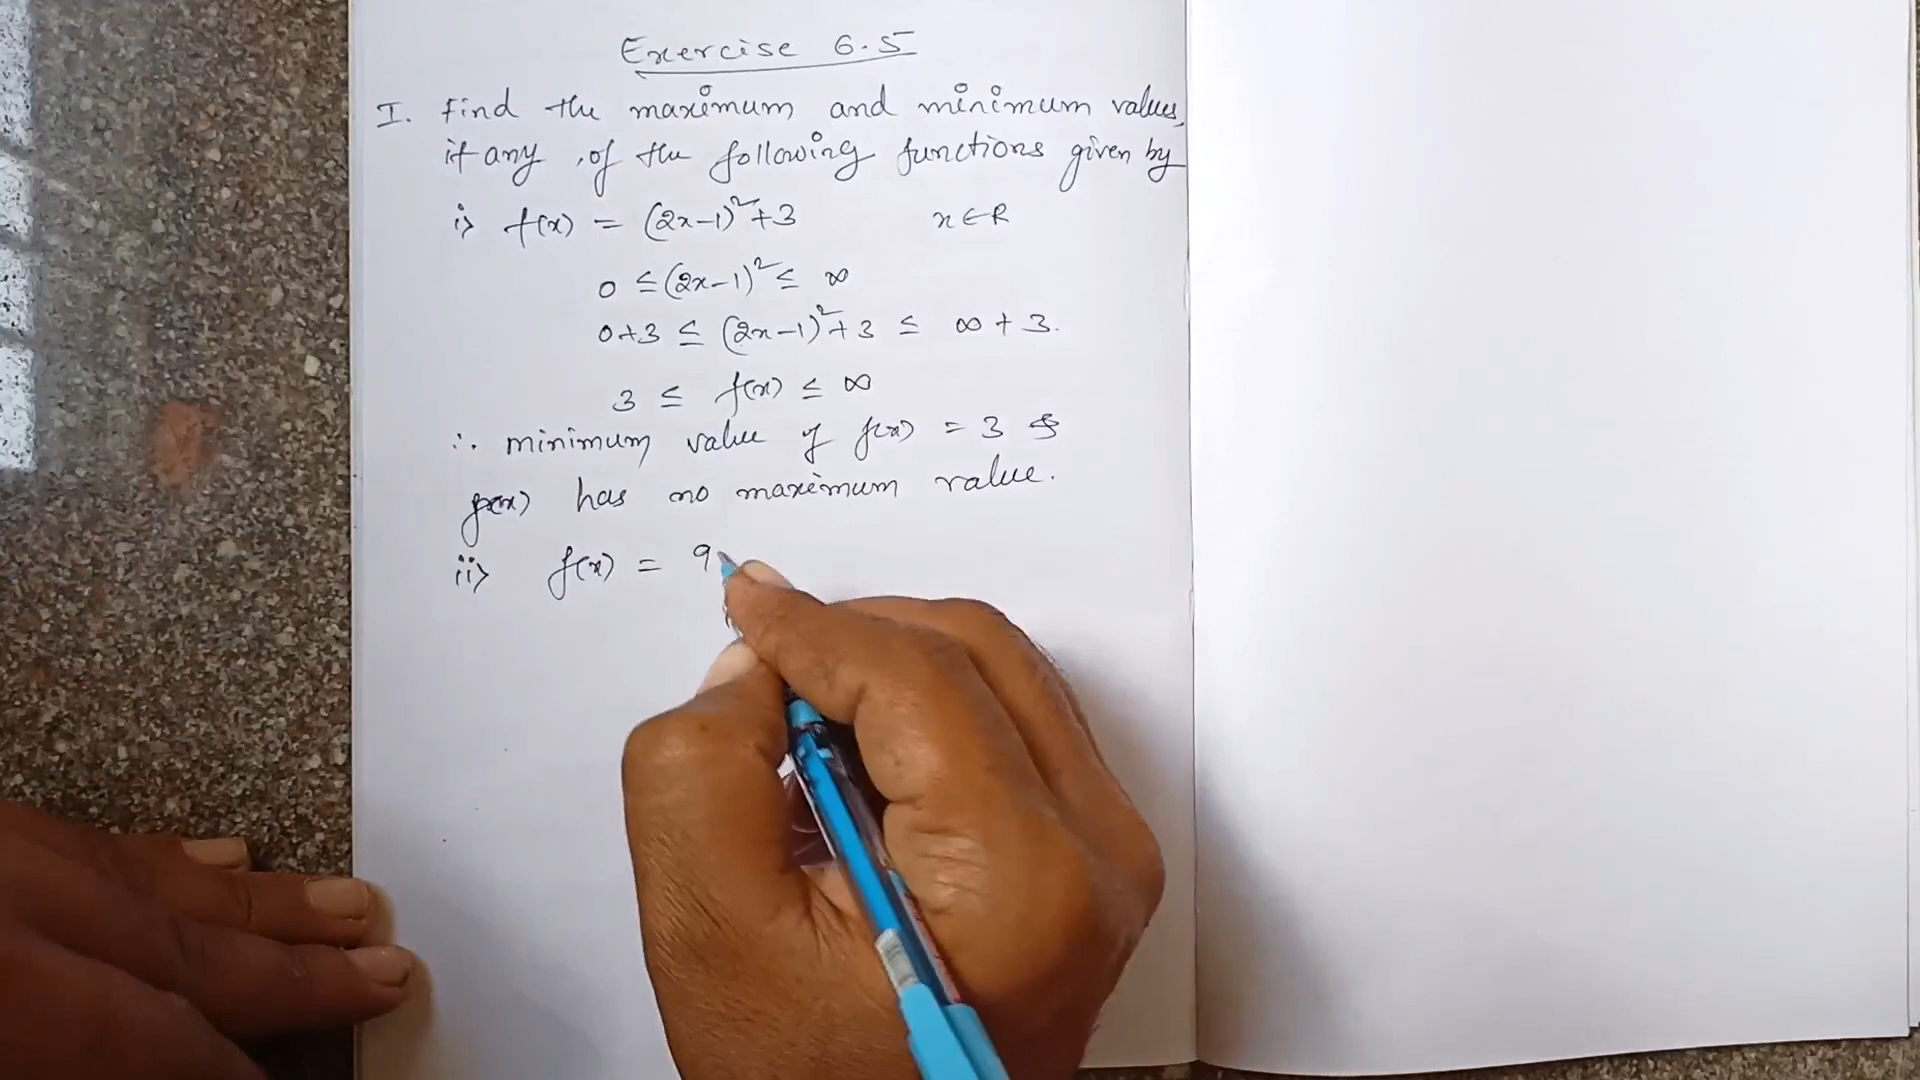 Exercise 6.5
I. Find the maximum and minimum values,
if any, of the following functions given by
i) f(x) = (2x-1)²+3 x∈R
0 ≤ (2x-1)² ≤ ∞
0+3 ≤ (2x-1)²+3 ≤ ∞+3.
3 ≤ f(x) ≤ ∞
∴ minimum value of f(x) = 3 &
f(x) has no maximum value.
ii) f(x) = 9